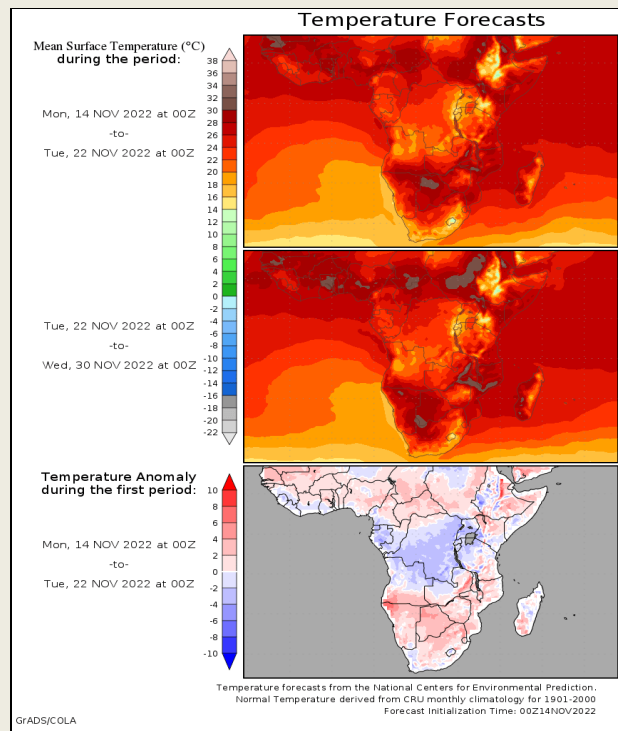 Temperature Forecasts
Mean Surface Temperature (°C)
during the period:
Mon, 14 NOV 2022 at 00Z
-to-
Tue, 22 NOV 2022 at 00Z
38
36
34
32
30
28
26
24
22
20
18
16
14
12
10
8
6
4
2
0
-2
-4
-6
-8
-10
-12
-14
-16
-18
-20
-22
Tue, 22 NOV 2022 at 00Z
-to-
Wed, 30 NOV 2022 at 00Z
Temperature Anomaly
during the first period:
Mon, 14 NOV 2022 at 00Z
-to-
Tue, 22 NOV 2022 at 00Z
10
8
6
4
2
0
-2
-4
-6
-8
-10
Temperature forecasts from the National Centers for Environmental Prediction.
Normal Temperature derived from CRU monthly climatology for 1901-2000
Forecast Initialization Time: 00Z14NOV2022
GrADS/COLA